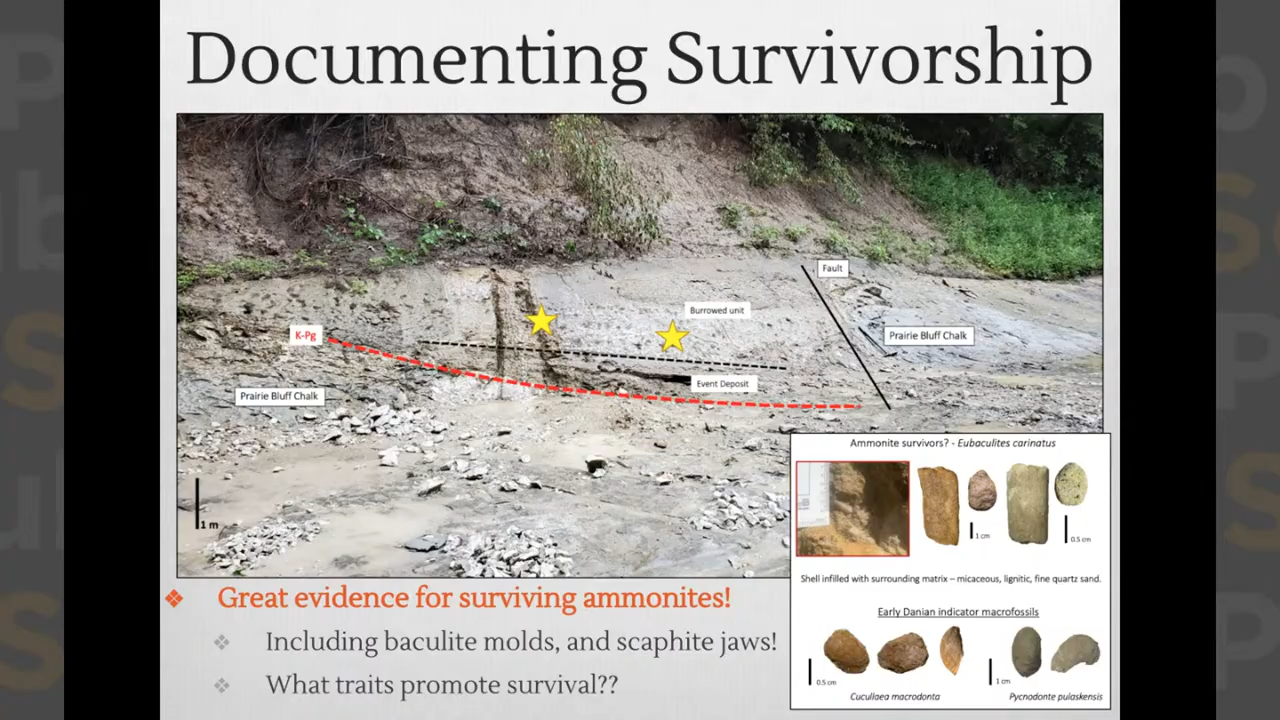 Documenting Survivorship
Fault
K-Pg
Burrowed unit
Prairie Bluff Chalk
Event Deposit
Prairie Bluff Chalk
1 m
Ammonite survivors? - Eubaculites carinatus
1 cm
0.5 cm
Shell infilled with surrounding matrix – micaceous, lignitic, fine quartz sand.
Early Danian indicator macrofossils
0.5 cm
1 cm
Cucullaea macrodonta
Pycnodonte pulaskensis
Great evidence for surviving ammonites!
Including baculite molds, and scaphite jaws!
What traits promote survival??